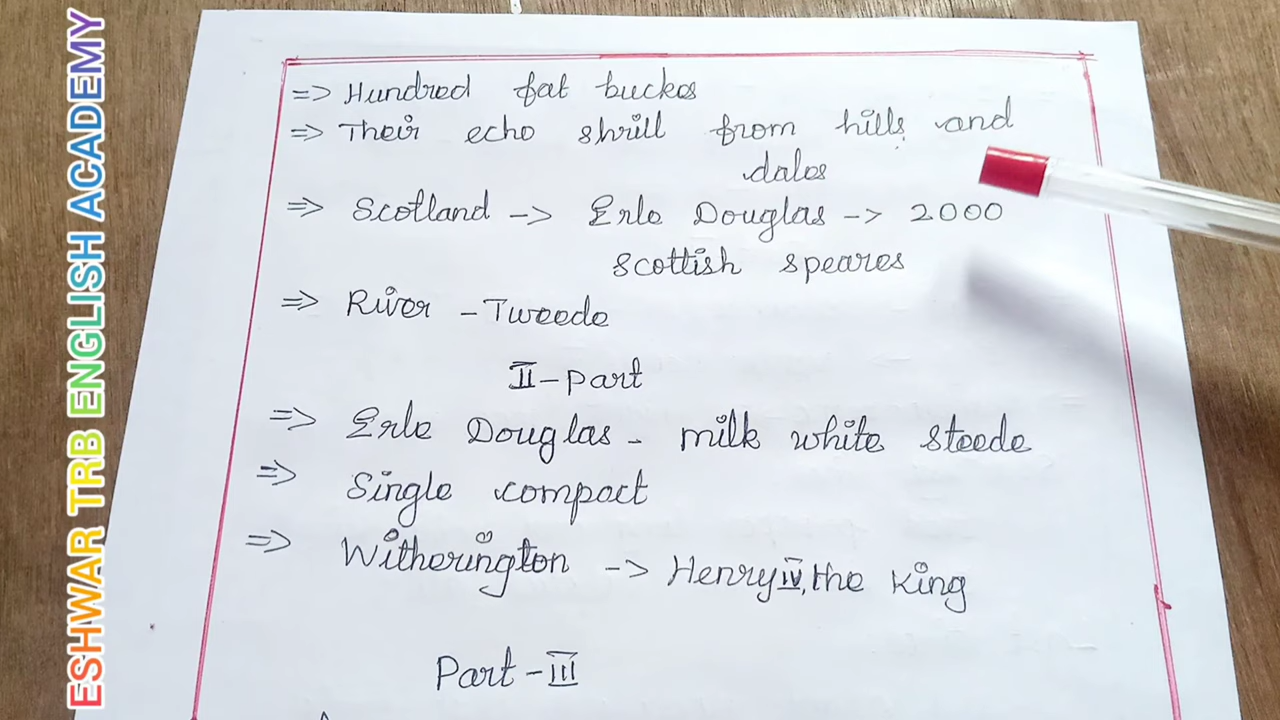 ESHWAR TRB ENGLISH ACADEMY
=> Hundred fat buckes
=> Their echo shrill from hills and
dales
=> Scotland -> Erle Douglas -> 2000
Scottish speares
=> River - Tweede
II - part
=> Erle Douglas - milk white steede
=> Single compact
=> Witherington -> Henry IV, the King
Part - III